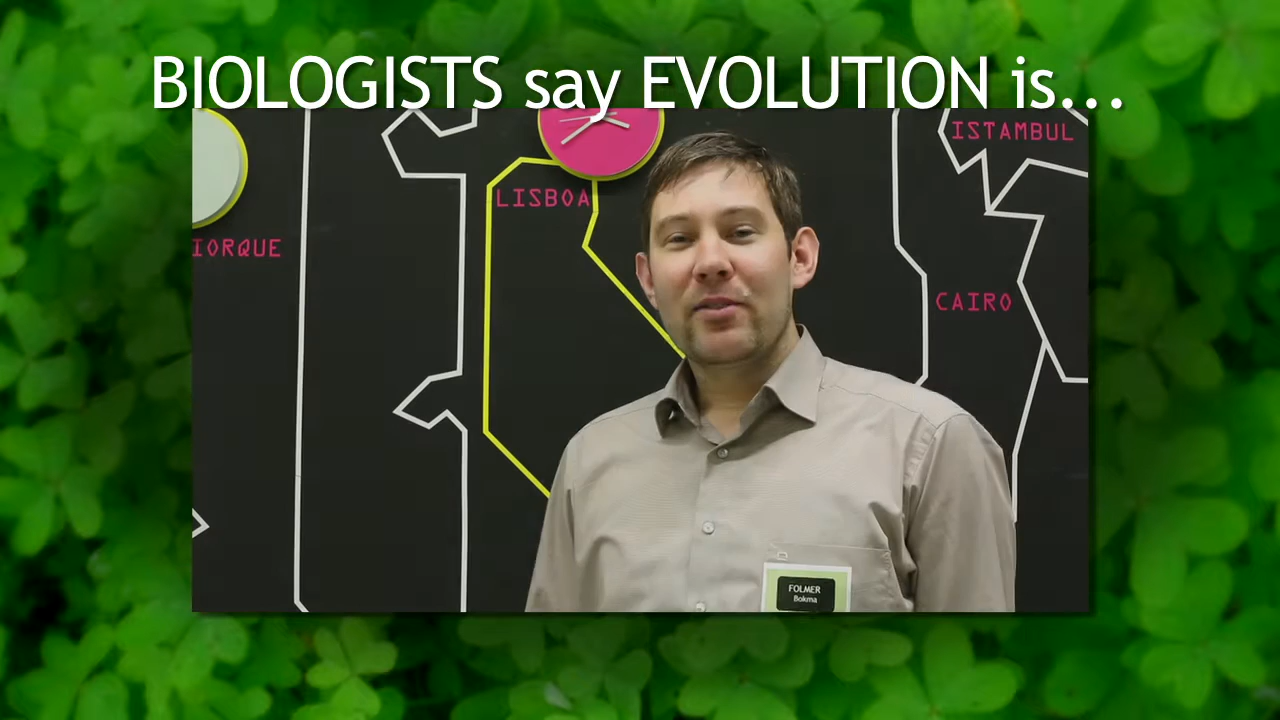 BIOLOGISTS say EVOLUTION is...
ISTAMBUL
LISBOA
IORQUE
CAIRO
FOLMER
Bokma